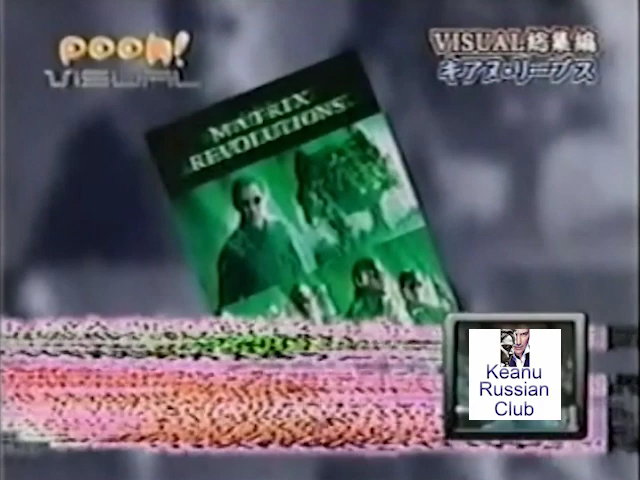 pooh!
VISUAL
VISUAL総集編
キアヌ・リーブス
MATRIX
REVOLUTIONS
Keanu
Russian
Club